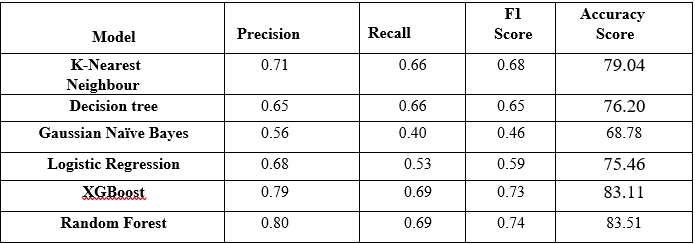 Model Precision Recall F1 Score Accuracy Score
K-Nearest Neighbour 0.71 0.66 0.68 79.04
Decision tree 0.65 0.66 0.65 76.20
Gaussian Naïve Bayes 0.56 0.40 0.46 68.78
Logistic Regression 0.68 0.53 0.59 75.46
XGBoost 0.79 0.69 0.73 83.11
Random Forest 0.80 0.69 0.74 83.51